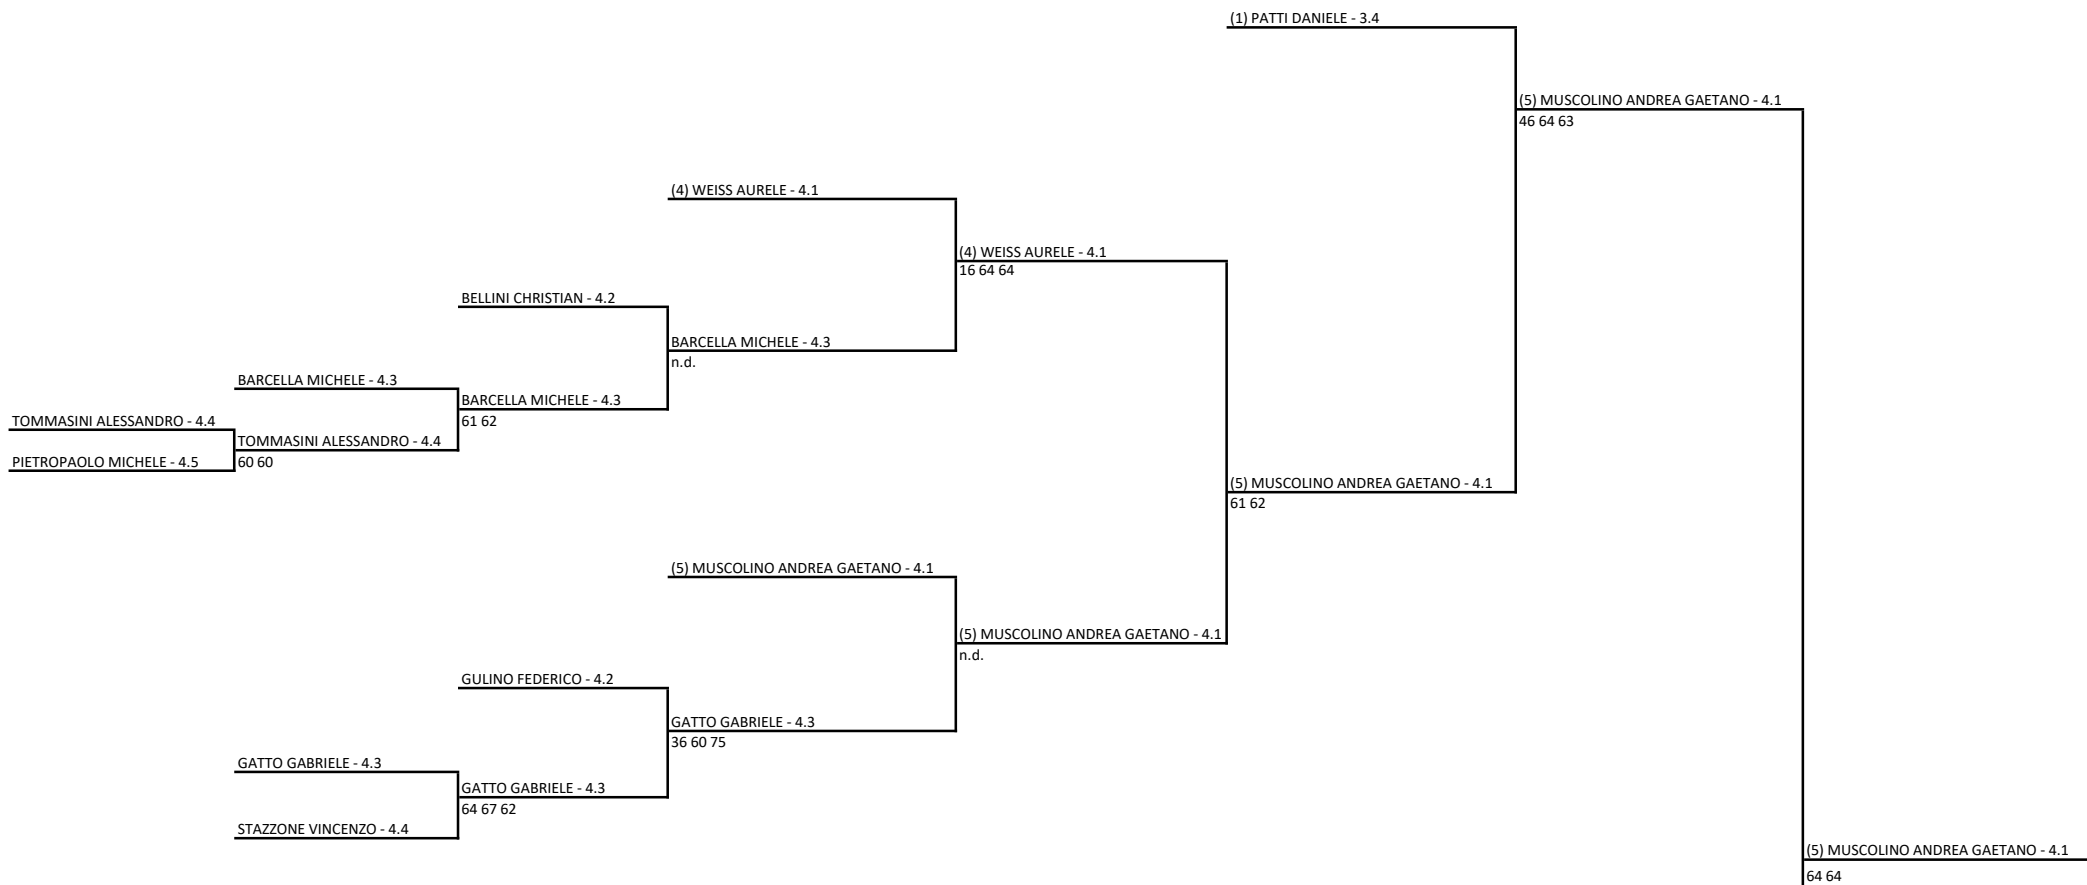 (1) PATTI DANIELE - 3.4
(5) MUSCOLINO ANDREA GAETANO - 4.1
46 64 63
(4) WEISS AURELE - 4.1
(4) WEISS AURELE - 4.1
16 64 64
BELLINI CHRISTIAN - 4.2
BARCELLA MICHELE - 4.3
n.d.
BARCELLA MICHELE - 4.3
BARCELLA MICHELE - 4.3
61 62
TOMMASINI ALESSANDRO - 4.4
TOMMASINI ALESSANDRO - 4.4
60 60
PIETROPAOLO MICHELE - 4.5
(5) MUSCOLINO ANDREA GAETANO - 4.1
61 62
(5) MUSCOLINO ANDREA GAETANO - 4.1
(5) MUSCOLINO ANDREA GAETANO - 4.1
n.d.
GULINO FEDERICO - 4.2
GATTO GABRIELE - 4.3
36 60 75
GATTO GABRIELE - 4.3
GATTO GABRIELE - 4.3
64 67 62
STAZZONE VINCENZO - 4.4
(5) MUSCOLINO ANDREA GAETANO - 4.1
64 64